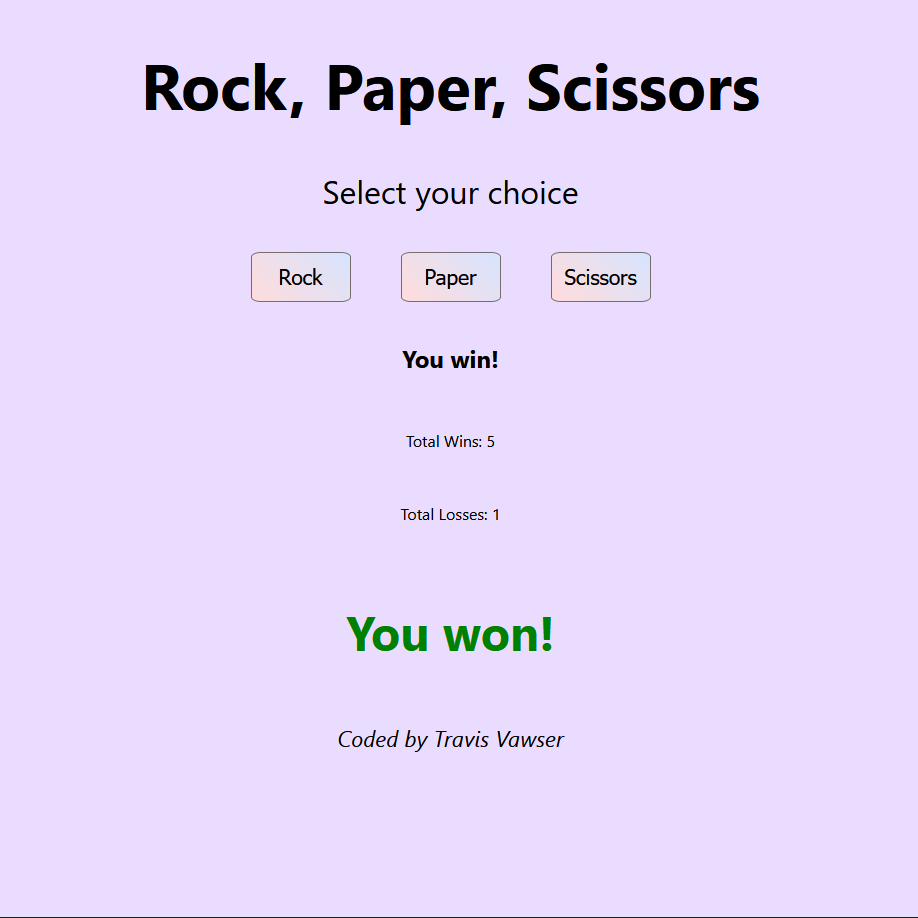 Rock, Paper, Scissors
Select your choice
Rock Paper Scissors
You win!
Total Wins: 5
Total Losses: 1
You won!
Coded by Travis Vawser